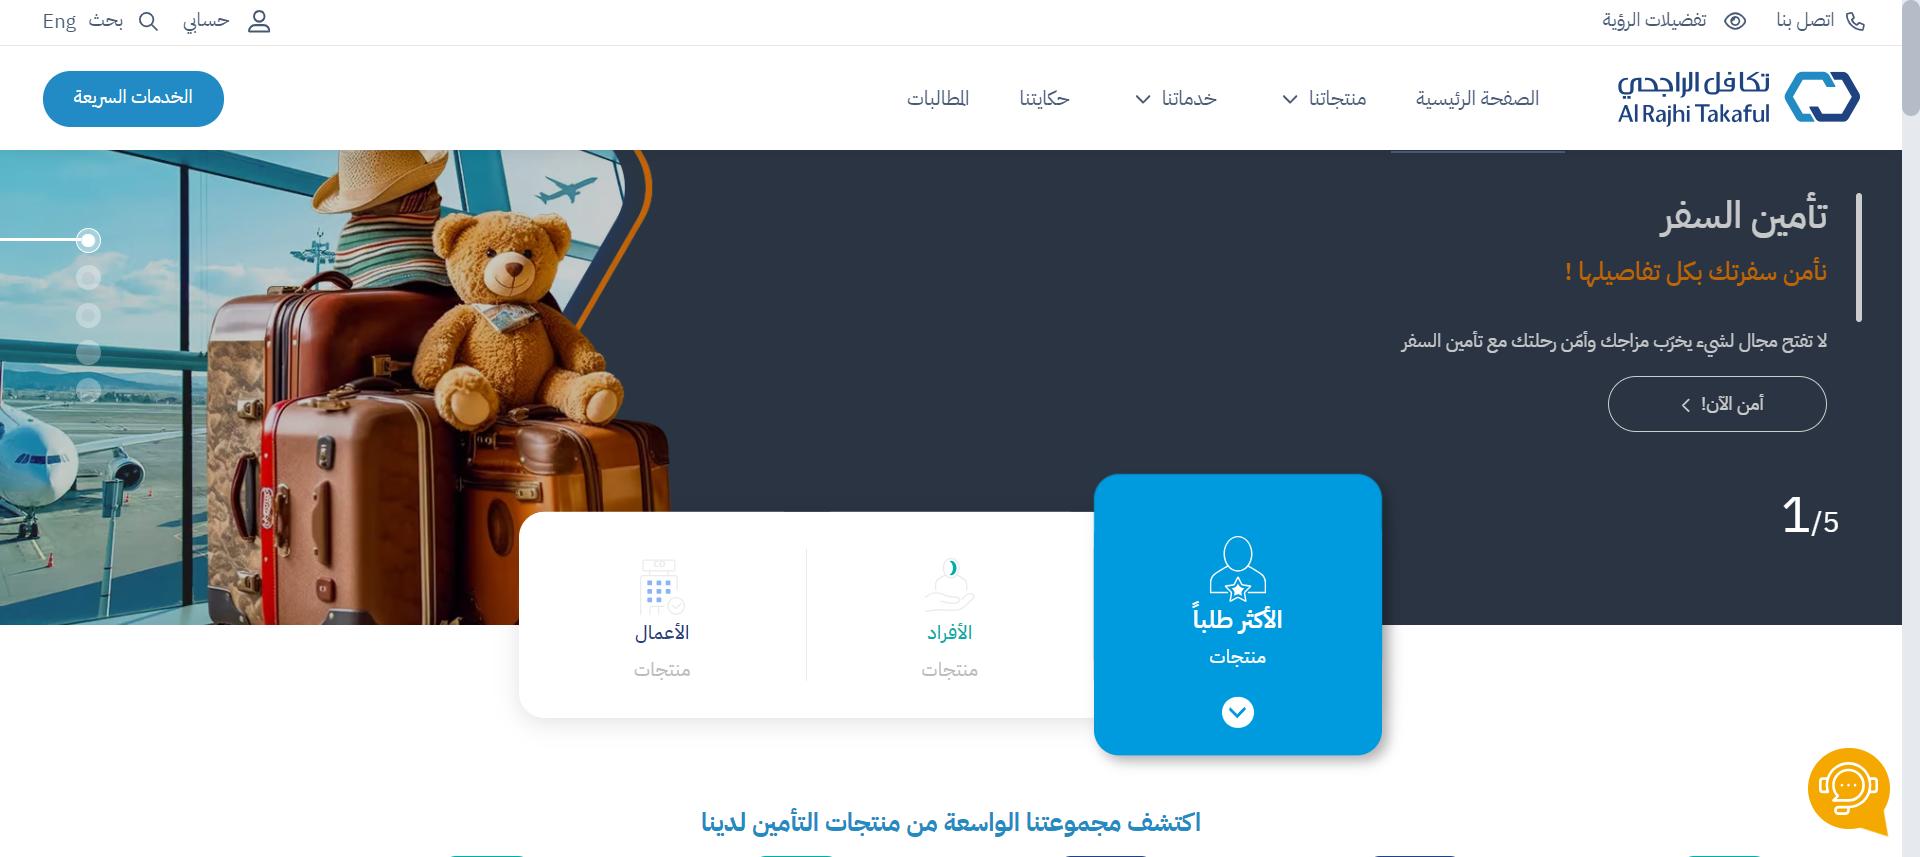 اتصل بنا
تفضيلات الرؤية
حسابي
بحث
Eng
تكافل الراجحي
Al Rajhi Takaful
الصفحة الرئيسية
منتجاتنا
خدماتنا
حكايتنا
المطالبات
الخدمات السريعة
تأمين السفر
نأمن سفرتك بكل تفاصيلها !
لا تفتح مجال لشيء يخرّب مزاجك وأمّن رحلتك مع تأمين السفر
أمن الآن!
1/5
الأكثر طلباً
منتجات
الأفراد
منتجات
الأعمال
منتجات
اكتشف مجموعتنا الواسعة من منتجات التأمين لدينا